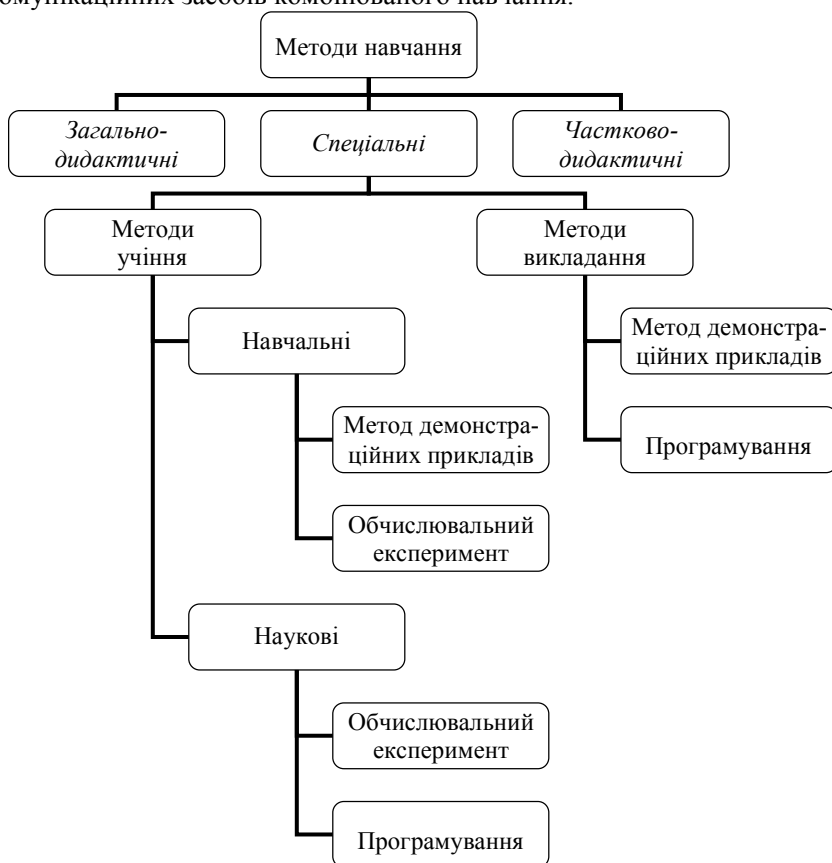 комунікаційних засобів комбінованого навчання.
Методи навчання
Загально-
дидактичні
Спеціальні
Частково-
дидактичні
Методи
учіння
Методи
викладання
Навчальні
Метод демонстра-
ційних прикладів
Метод демонстра-
ційних прикладів
Програмування
Обчислювальний
експеримент
Наукові
Обчислювальний
експеримент
Програмування